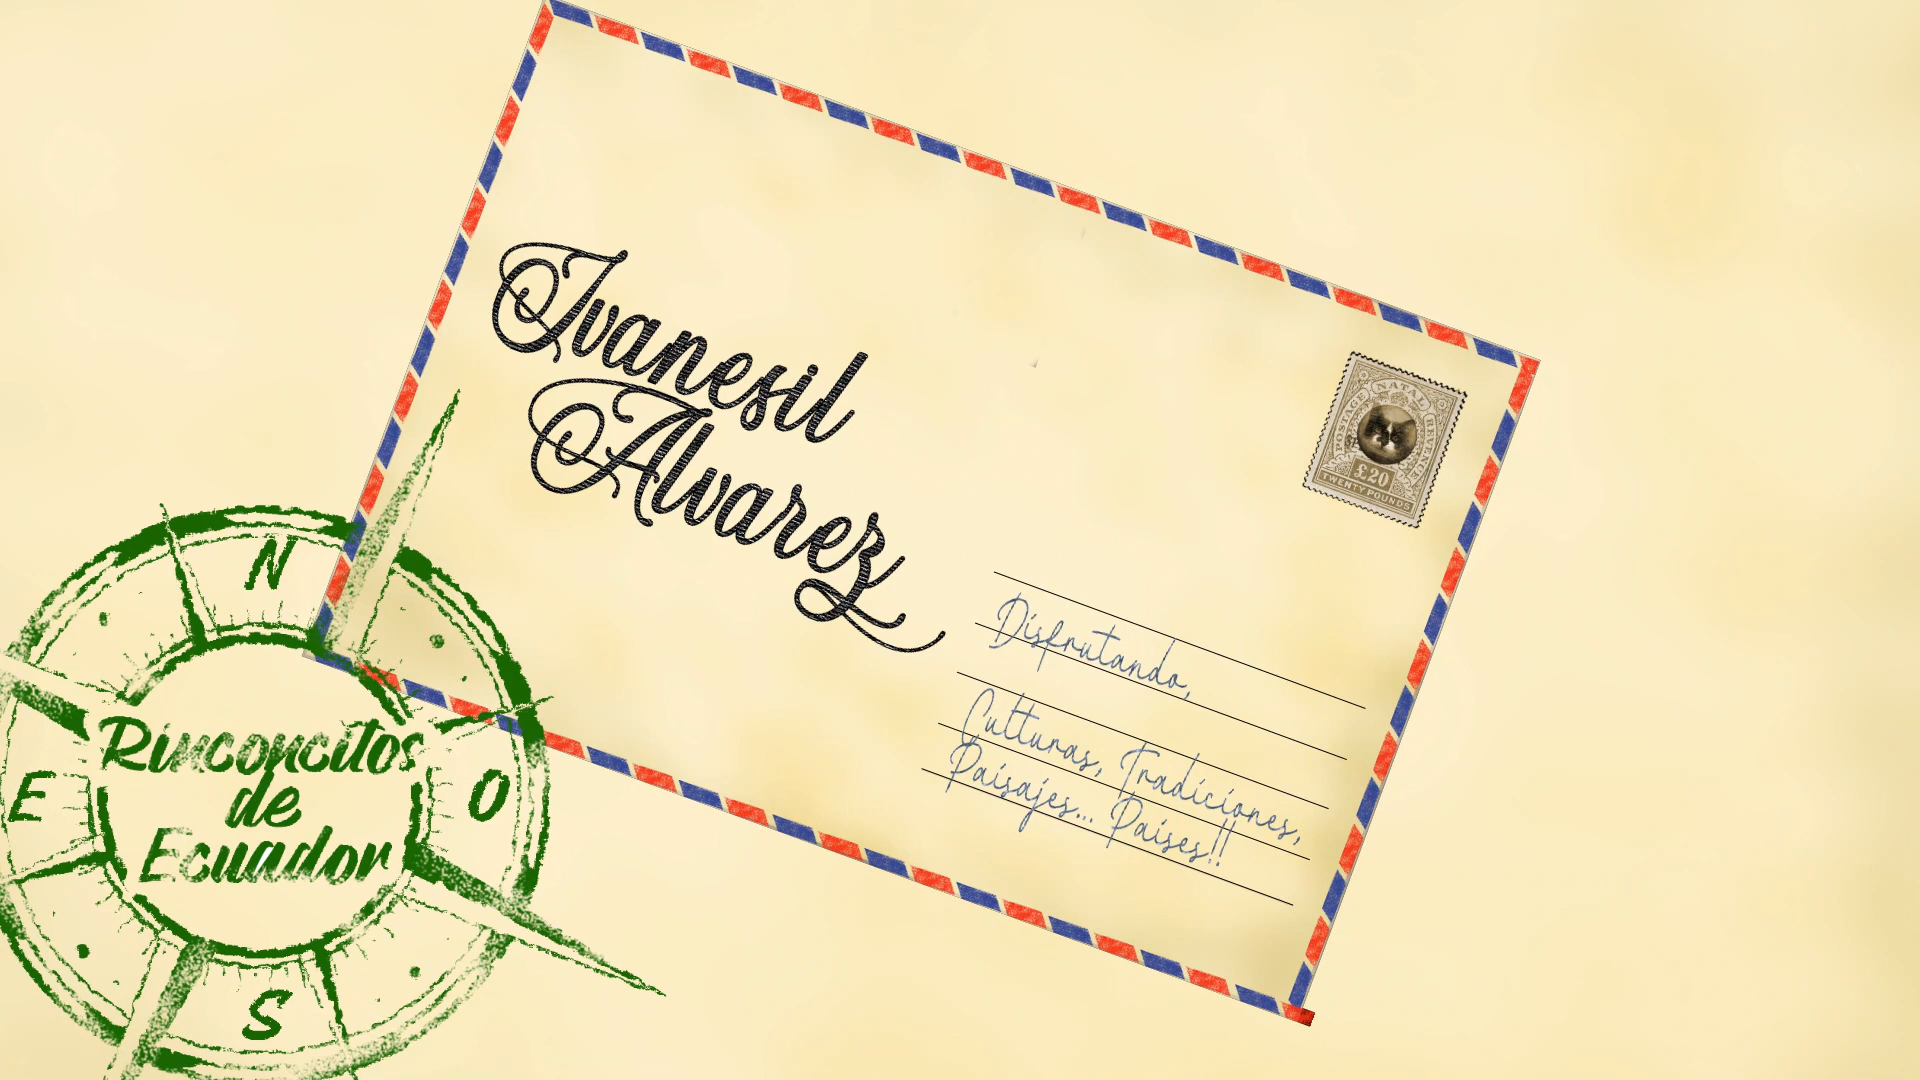 Ivanesil
Alvarez
NATAL
POSTAGE
REVENUE
£20
TWENTY POUNDS
Disfrutando,
Culturas, Tradiciones,
Paisajes... Países!!
N
E
O
S
Rinconcitos
de
Ecuador